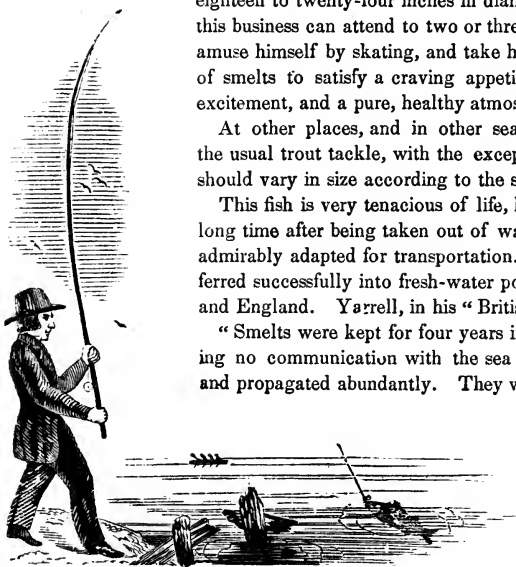 eighteen to twenty-four inches in diam
this business can attend to two or thre
amuse himself by skating, and take h
of smelts to satisfy a craving appeti
excitement, and a pure, healthy atmos
At other places, and in other sea
the usual trout tackle, with the excep
should vary in size according to the s
This fish is very tenacious of life,
long time after being taken out of wa
admirably adapted for transportation.
ferred successfully into fresh-water po
and England. Yarrell, in his “ Britis
“ Smelts were kept for four years i
ing no communication with the sea
and propagated abundantly. They w